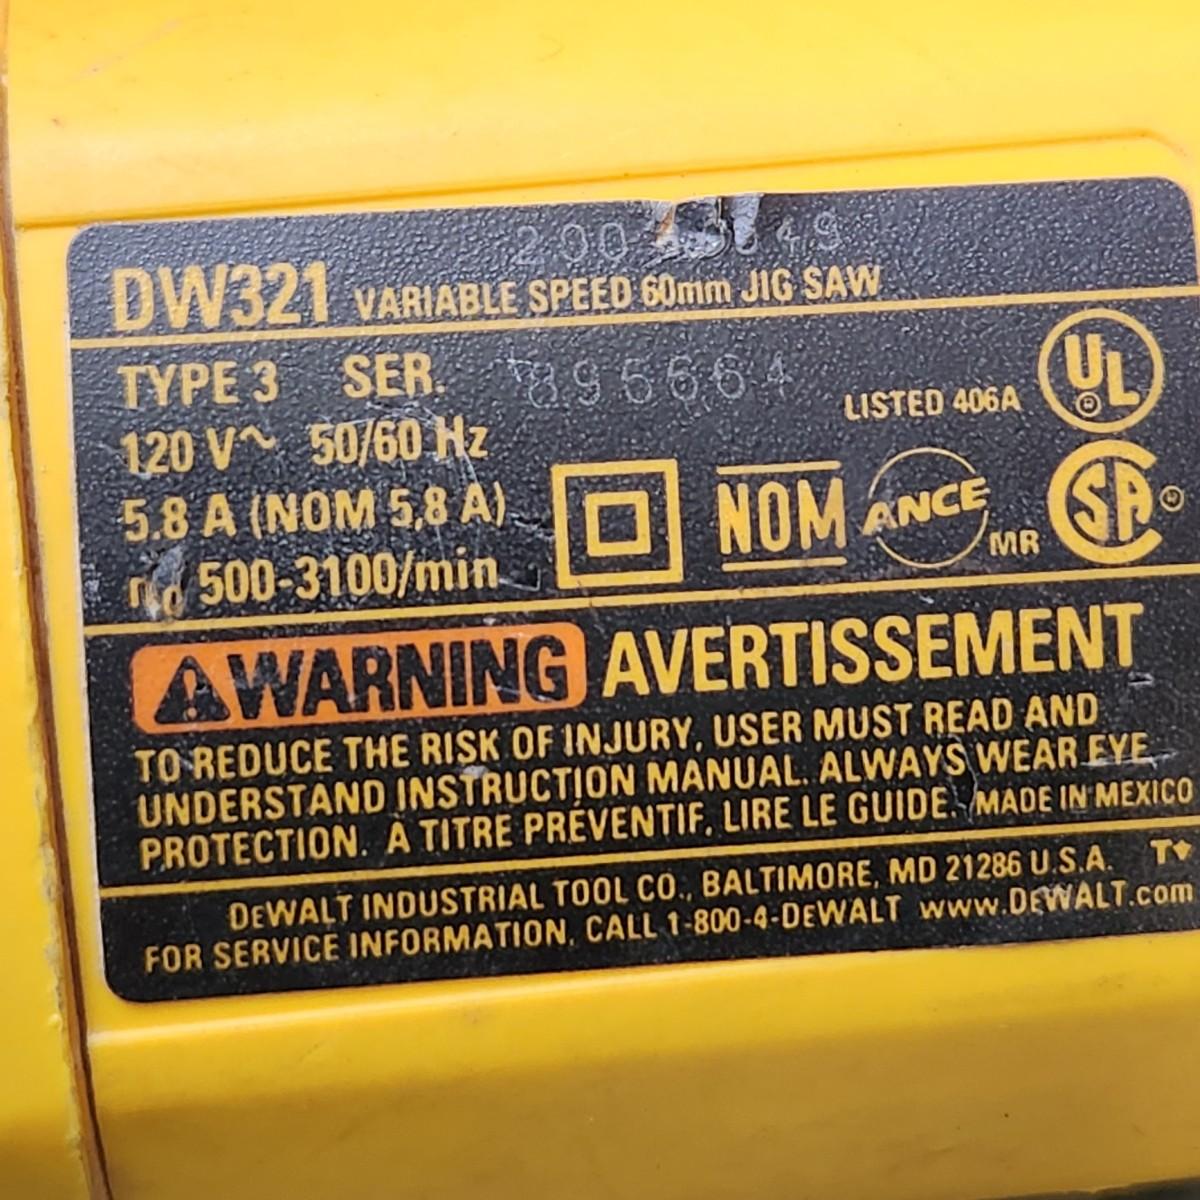 DW321 VARIABLE SPEED 60mm JIG SAW
TYPE 3 SER. 895664
120 V~ 50/60 Hz
LISTED 406A
UL
5.8 A (NOM 5,8 A)
NOM
ANCE
MR
SA
500-3100/min
WARNING AVERTISSEMENT
TO REDUCE THE RISK OF INJURY, USER MUST READ AND
UNDERSTAND INSTRUCTION MANUAL. ALWAYS WEAR EYE
PROTECTION. A TITRE PRÉVENTIF, LIRE LE GUIDE. MADE IN MEXICO
DEWALT INDUSTRIAL TOOL CO., BALTIMORE, MD 21286 U.S.A.
FOR SERVICE INFORMATION, CALL 1-800-4-DEWALT www.DEWALT.com